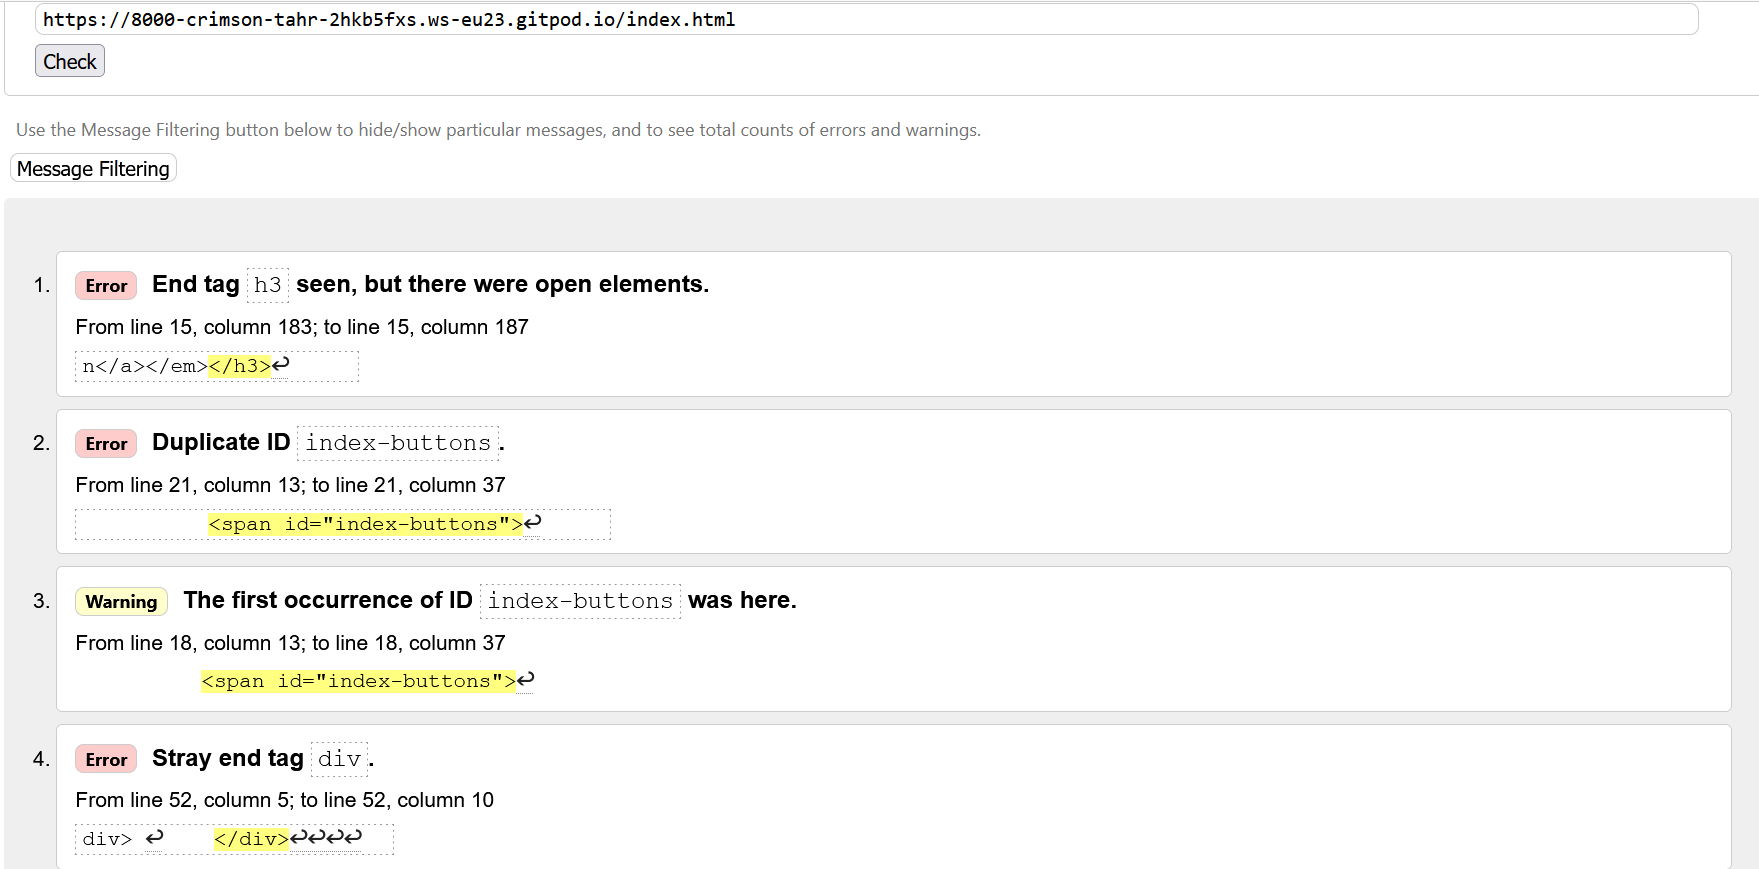 https://8000-crimson-tahr-2hkb5fxs.ws-eu23.gitpod.io/index.html
Check
Use the Message Filtering button below to hide/show particular messages, and to see total counts of errors and warnings.
Message Filtering
1. Error End tag h3 seen, but there were open elements.
From line 15, column 183; to line 15, column 187
n</a></em></h3>↩
2. Error Duplicate ID index-buttons.
From line 21, column 13; to line 21, column 37
<span id="index-buttons">↩
3. Warning The first occurrence of ID index-buttons was here.
From line 18, column 13; to line 18, column 37
<span id="index-buttons">↩
4. Error Stray end tag div.
From line 52, column 5; to line 52, column 10
div> ↩ </div>↩↩↩↩